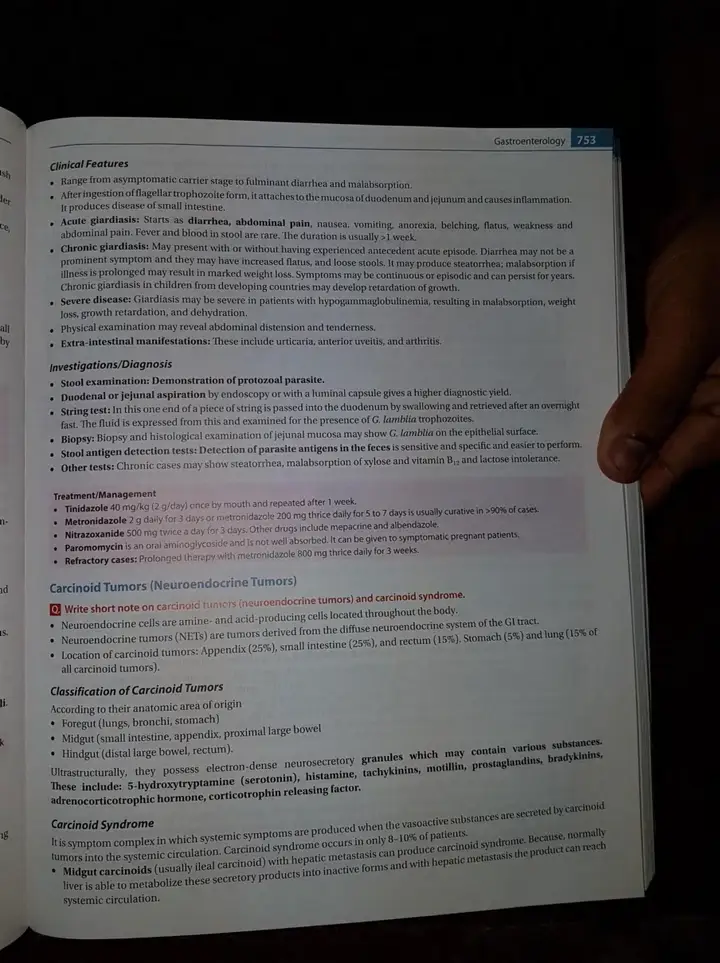 Gastroenterology 753
Clinical Features
• Range from asymptomatic carrier stage to fulminant diarrhea and malabsorption.
• After ingestion of flagellar trophozoite form, it attaches to the mucosa of duodenum and jejunum and causes inflammation.
It produces disease of small intestine.
• Acute giardiasis: Starts as diarrhea, abdominal pain, nausea, vomiting, anorexia, belching, flatus, weakness and
abdominal pain. Fever and blood in stool are rare. The duration is usually >1 week.
• Chronic giardiasis: May present with or without having experienced antecedent acute episode. Diarrhea may not be a
prominent symptom and they may have increased flatus, and loose stools. It may produce steatorrhea; malabsorption if
illness is prolonged may result in marked weight loss. Symptoms may be continuous or episodic and can persist for years.
Chronic giardiasis in children from developing countries may develop retardation of growth.
• Severe disease: Giardiasis may be severe in patients with hypogammaglobulinemia, resulting in malabsorption, weight
loss, growth retardation, and dehydration.
• Physical examination may reveal abdominal distension and tenderness.
• Extra-intestinal manifestations: These include urticaria, anterior uveitis, and arthritis.
Investigations/Diagnosis
• Stool examination: Demonstration of protozoal parasite.
• Duodenal or jejunal aspiration by endoscopy or with a luminal capsule gives a higher diagnostic yield.
• String test: In this one end of a piece of string is passed into the duodenum by swallowing and retrieved after an overnight
fast. The fluid is expressed from this and examined for the presence of G. lamblia trophozoites.
• Biopsy: Biopsy and histological examination of jejunal mucosa may show G. lamblia on the epithelial surface.
• Stool antigen detection tests: Detection of parasite antigens in the feces is sensitive and specific and easier to perform.
• Other tests: Chronic cases may show steatorrhea, malabsorption of xylose and vitamin B12 and lactose intolerance.
Treatment/Management
• Tinidazole 40 mg/kg (2 g/day) once by mouth and repeated after 1 week.
• Metronidazole 2 g daily for 3 days or metronidazole 200 mg thrice daily for 5 to 7 days is usually curative in >90% of cases.
• Nitrazoxanide 500 mg twice a day for 3 days. Other drugs include mepacrine and albendazole.
• Paromomycin is an oral aminoglycoside and is not well absorbed. It can be given to symptomatic pregnant patients.
• Refractory cases: Prolonged therapy with metronidazole 800 mg thrice daily for 3 weeks.
Carcinoid Tumors (Neuroendocrine Tumors)
Q. Write short note on carcinoid tumors (neuroendocrine tumors) and carcinoid syndrome.
• Neuroendocrine cells are amine- and acid-producing cells located throughout the body.
• Neuroendocrine tumors (NETs) are tumors derived from the diffuse neuroendocrine system of the GI tract.
• Location of carcinoid tumors: Appendix (25%), small intestine (25%), and rectum (15%). Stomach (5%) and lung (15% of
all carcinoid tumors).
Classification of Carcinoid Tumors
According to their anatomic area of origin
• Foregut (lungs, bronchi, stomach)
• Midgut (small intestine, appendix, proximal large bowel
• Hindgut (distal large bowel, rectum).
Ultrastructurally, they possess electron-dense neurosecretory granules which may contain various substances.
These include: 5-hydroxytryptamine (serotonin), histamine, tachykinins, motillin, prostaglandins, bradykinins,
adrenocorticotrophic hormone, corticotrophin releasing factor.
Carcinoid Syndrome
It is symptom complex in which systemic symptoms are produced when the vasoactive substances are secreted by carcinoid
tumors into the systemic circulation. Carcinoid syndrome occurs in only 8–10% of patients.
• Midgut carcinoids (usually ileal carcinoid) with hepatic metastasis can produce carcinoid syndrome. Because, normally
liver is able to metabolize these secretory products into inactive forms and with hepatic metastasis the product can reach
systemic circulation.